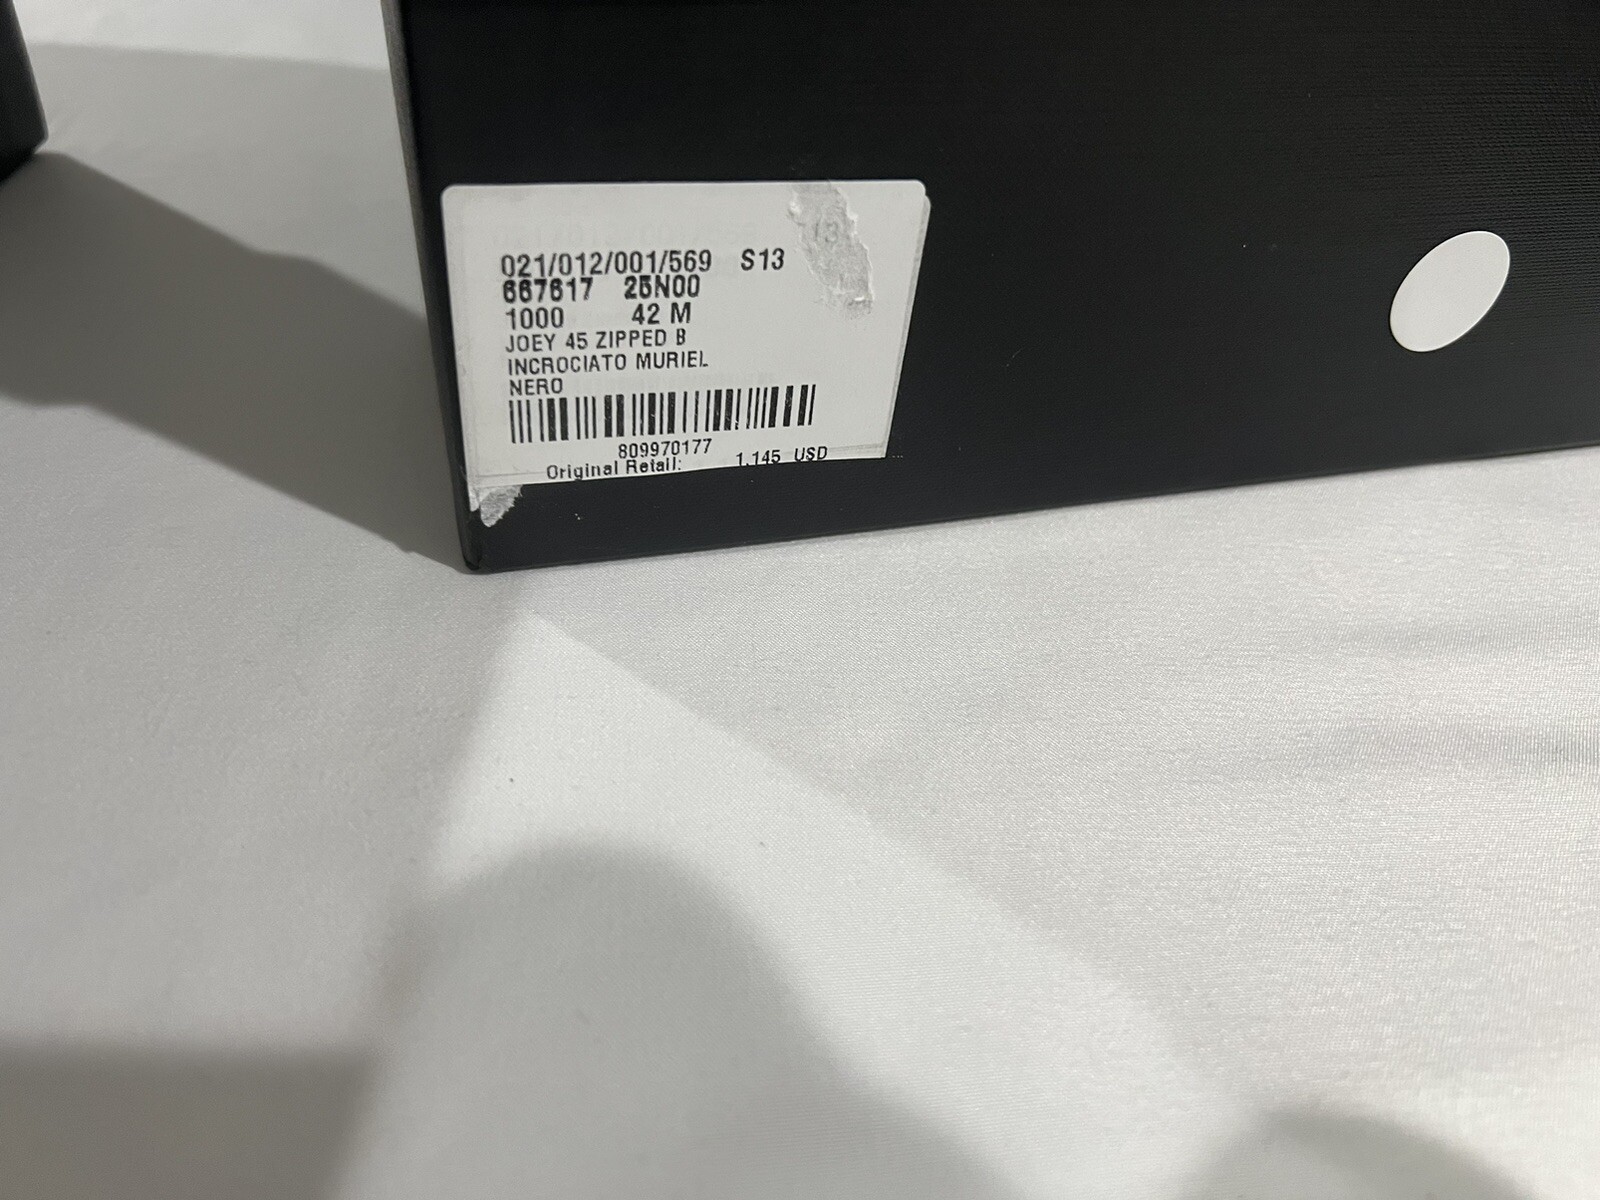 13
021/012/001/569 S13
667617 25N00
1000 42 M
JOEY 45 ZIPPED B
INCROCIATO MURIEL
NERO
809970177
Original Retail: 1,145 USD